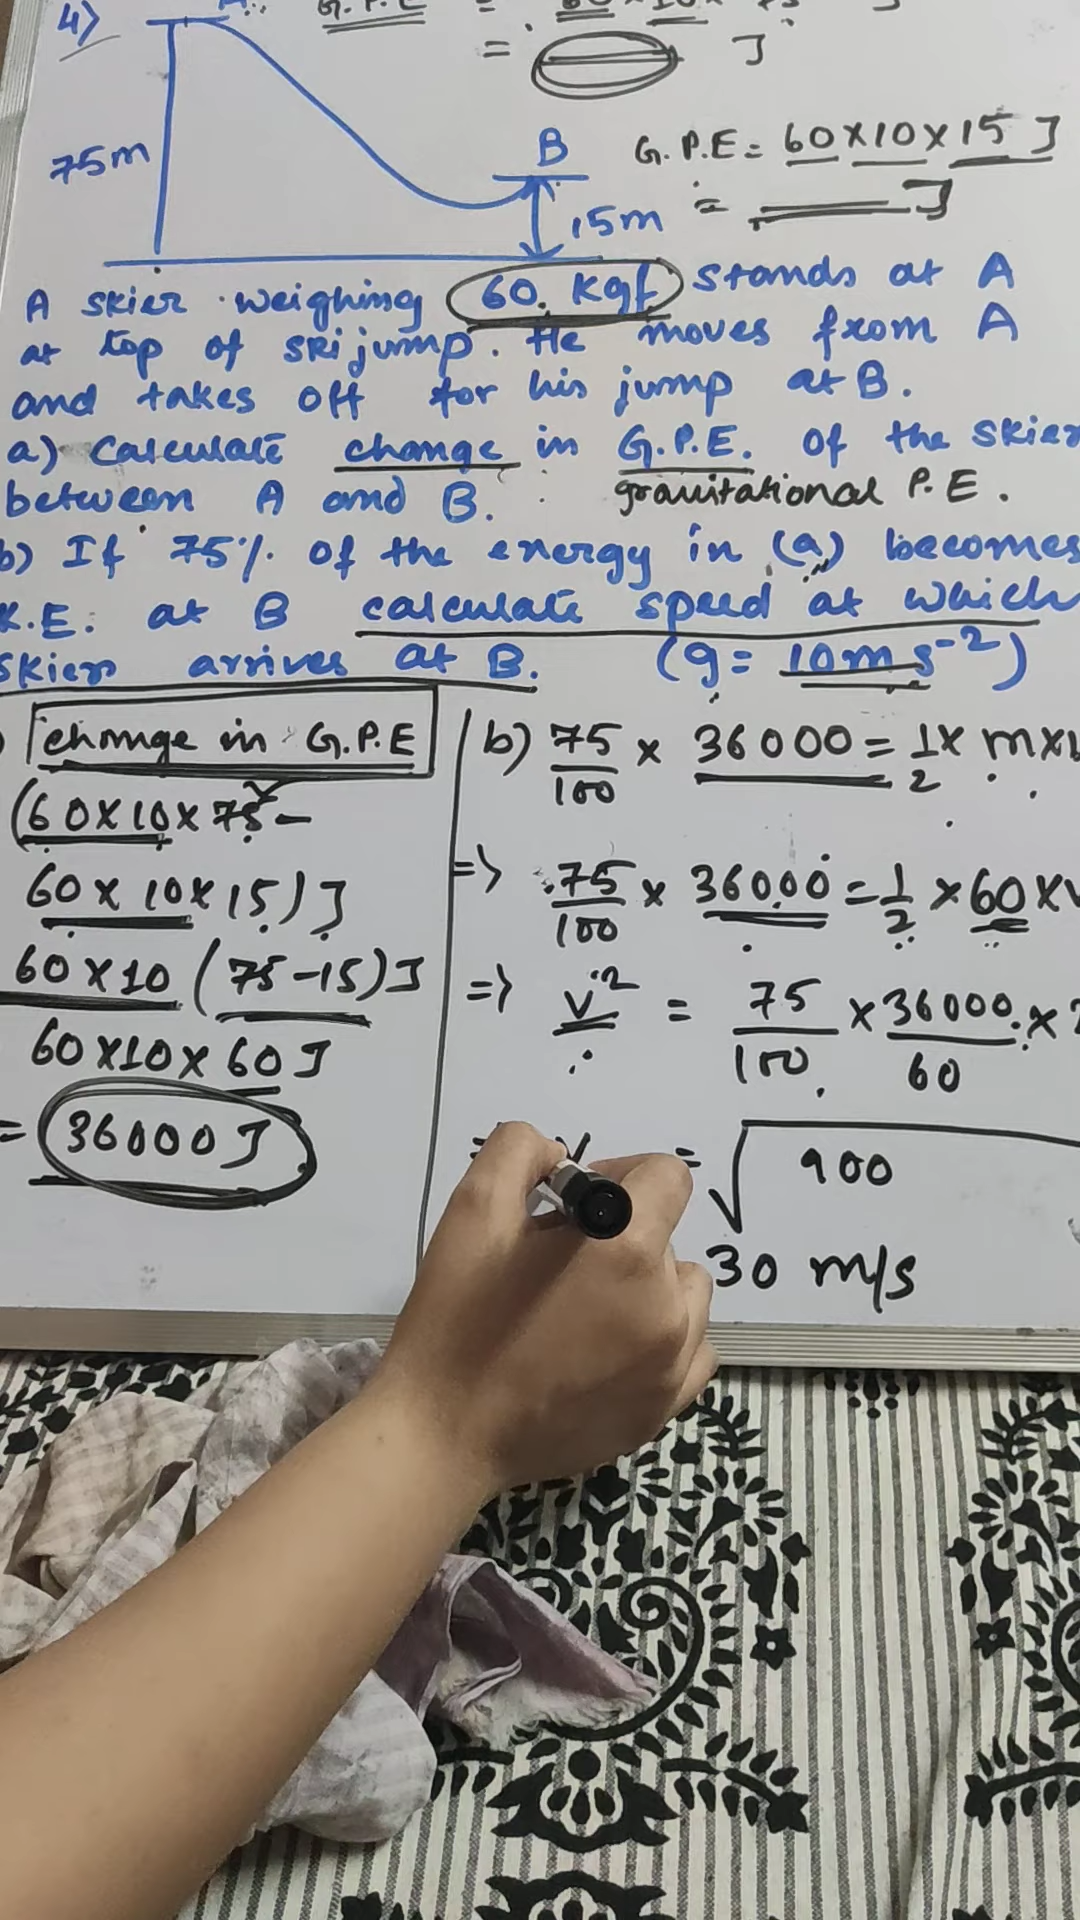 4)
G.P.E =
= J
75m
B
15m
G.P.E = 60×10×15 J
= J
A skier weighing 60 kgf stands at A
at top of ski jump. He moves from A
and takes off for his jump at B.
a) Calculate change in G.P.E. of the skier
between A and B. gravitational P.E.
b) If 75% of the energy in (a) becomes
K.E. at B calculate speed at which
skier arrives at B. (g = 10 m s⁻²)
change in G.P.E
(60×10×75 -
60×10×15) J
60×10 (75-15) J
60×10×60 J
= 36000 J
b) 75/100 × 36000 = 1/2 × m×
=> 75/100 × 36000 = 1/2 × 60 ×
=> v² = 75/100 × 36000/60 ×
v = √900
30 m/s